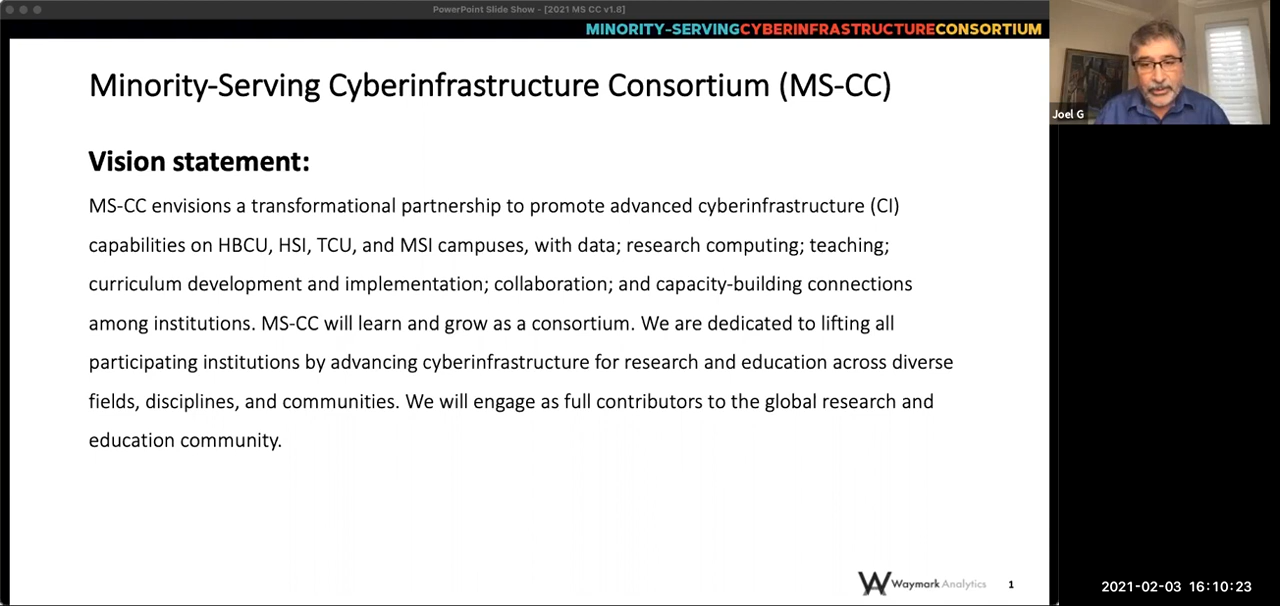 PowerPoint Slide Show - [2021 MS CC v1.8]
MINORITY-SERVINGCYBERINFRASTRUCTURECONSORTIUM
Minority-Serving Cyberinfrastructure Consortium (MS-CC)
Joel G
Vision statement:
MS-CC envisions a transformational partnership to promote advanced cyberinfrastructure (CI)
capabilities on HBCU, HSI, TCU, and MSI campuses, with data; research computing; teaching;
curriculum development and implementation; collaboration; and capacity-building connections
among institutions. MS-CC will learn and grow as a consortium. We are dedicated to lifting all
participating institutions by advancing cyberinfrastructure for research and education across diverse
fields, disciplines, and communities. We will engage as full contributors to the global research and
education community.
Waymark Analytics
1
2021-02-03 16:10:23